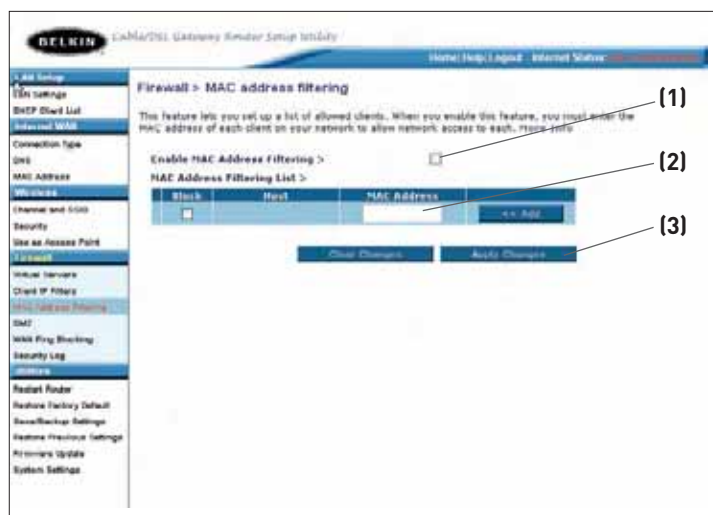 BELKIN Cable/DSL Gateway Router Setup Utility
Home|Help|Logout Internet Status:
LAN Setup
LAN Settings
DHCP Client List
Internet WAN
Connection Type
DNS
MAC Address
Wireless
Channel and SSID
Security
Use as Access Point
Firewall
Virtual Servers
Client IP Filters
MAC Address Filtering
DMZ
WAN Ping Blocking
Security Log
Utilities
Restart Router
Restore Factory Default
Save/Backup Settings
Restore Previous Settings
Firmware Update
System Settings
Firewall > MAC address filtering
This feature lets you set up a list of allowed clients. When you enable this feature, you must enter the
MAC address of each client on your network to allow network access to each. More Info
Enable MAC Address Filtering >
MAC Address Filtering List >
Block Host MAC Address
<< Add
Clear Changes Apply Changes
(1)
(2)
(3)